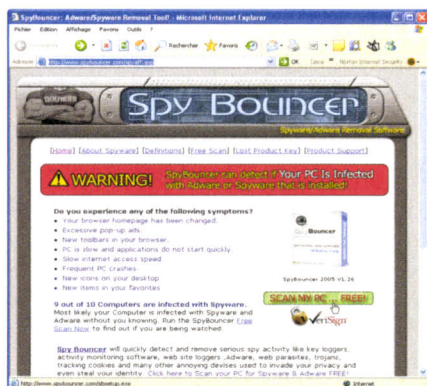 SpyBouncer: Adware/Spyware Removal Tool! - Microsoft Internet Explorer
Fichier Edition Affichage Favoris Outils ?
Rechercher Favoris
OK Liens Norton Internet Security
BOUNCER
SPY BOUNCER
Spyware/Adware Removal Software
[Home] [About Spyware] [Definitions] [Free Scan] [Lost Product Key] [Product Support]
WARNING! SpyBouncer can detect if Your PC Is Infected
with Adware or Spyware that is installed!
Do you experience any of the following symptoms?
• Your browser homepage has been changed.
• Excessive pop-up ads.
• New toolbars in your browser.
• PC is slow and applications do not start quickly.
• Slow internet access speed
• Frequent PC crashes
• New icons on your desktop
• New items in your favorites
Bouncer
SpyBouncer 2005 v1.26
SCAN MY PC ... FREE!
VeriSign
9 out of 10 Computers are infected with Spyware.
Most likely your Computer is infected with Spyware and
Adware without you knowing. Run the SpyBouncer Free
Scan Now to find out if you are being watched.
Spy Bouncer will quickly detect and remove serious spy activity like key loggers,
activity monitoring software, web site loggers ,Adware, web parasites, trojans,
tracking cookies and many other annoying devises used to invade your privacy and
even steal your identity. Click here to Scan your PC for Spyware & Adware FREE!
http://www.spybouncer.com/sbsetup.exe
Internet